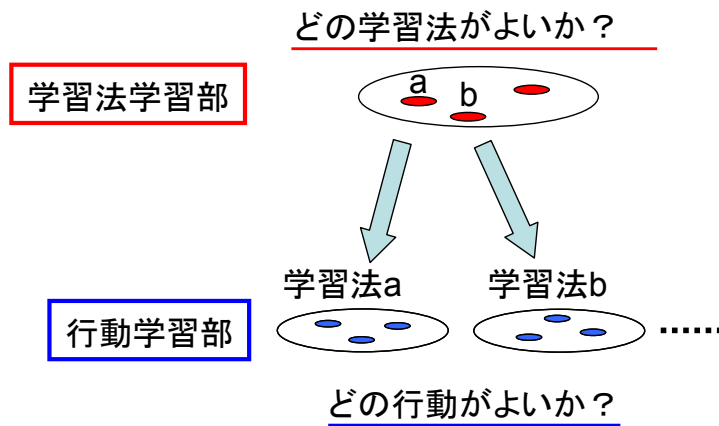 どの学習法がよいか？
学習法学習部
a
b
学習法a
学習法b
行動学習部
……
どの行動がよいか？